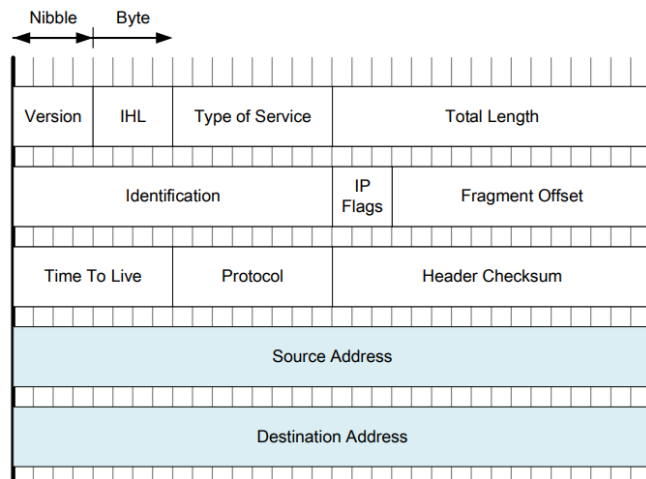 Nibble Byte
Version IHL Type of Service Total Length
Identification IP Flags Fragment Offset
Time To Live Protocol Header Checksum
Source Address
Destination Address